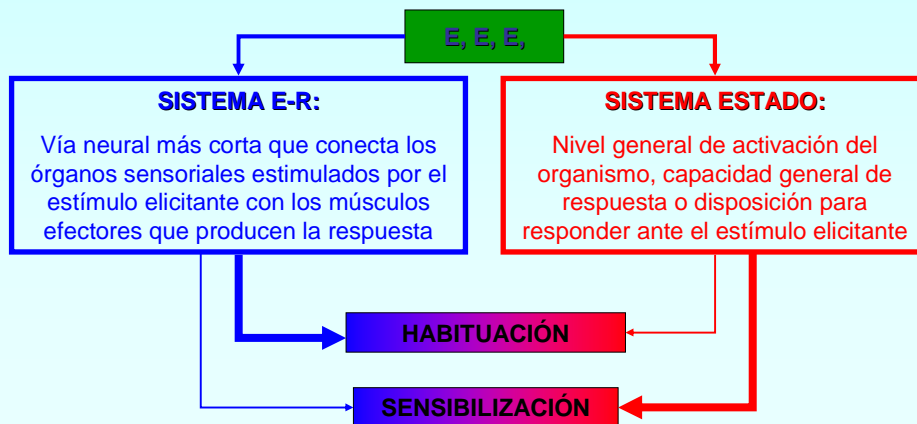 E, E, E,
SISTEMA E-R:
Vía neural más corta que conecta los
órganos sensoriales estimulados por el
estímulo elicitante con los músculos
efectores que producen la respuesta
SISTEMA ESTADO:
Nivel general de activación del
organismo, capacidad general de
respuesta o disposición para
responder ante el estímulo elicitante
HABITUACIÓN
SENSIBILIZACIÓN